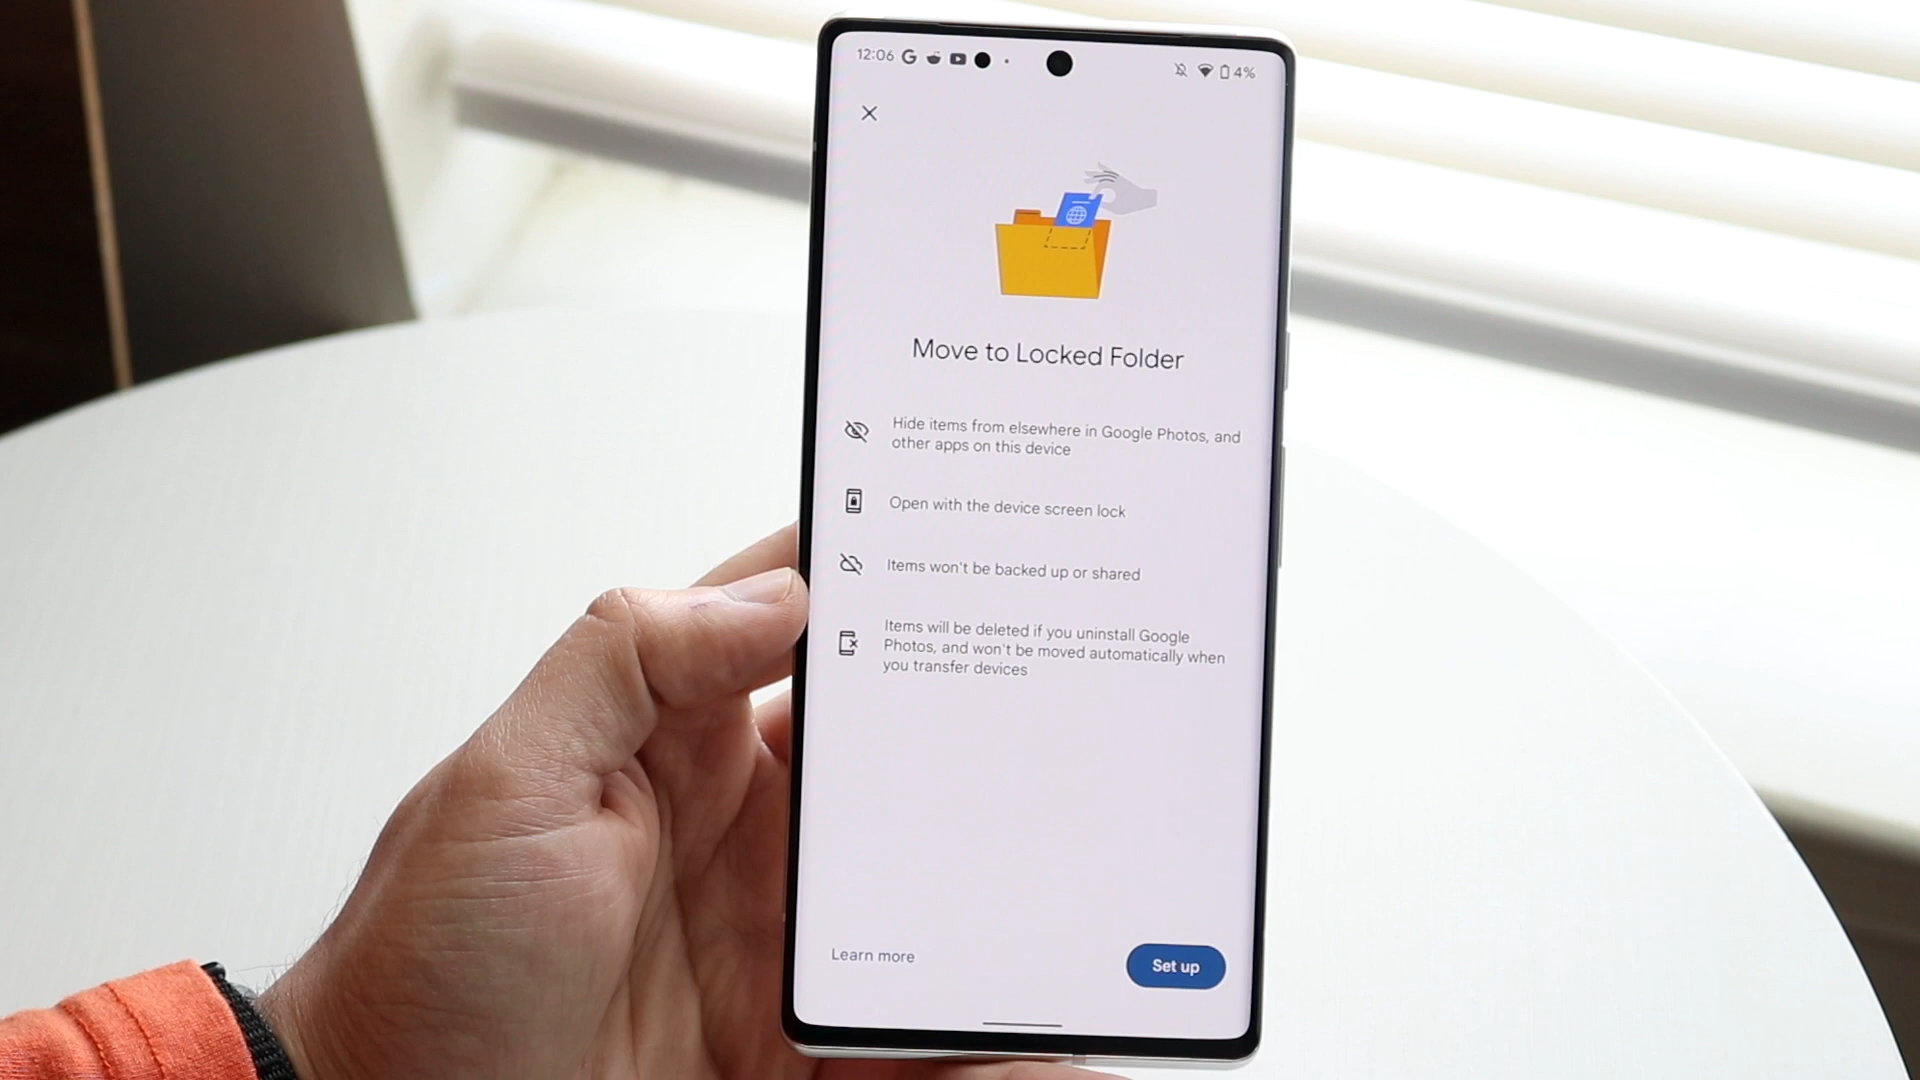 12:06
4%
Move to Locked Folder
Hide items from elsewhere in Google Photos, and
other apps on this device
Open with the device screen lock
Items won't be backed up or shared
Items will be deleted if you uninstall Google
Photos, and won't be moved automatically when
you transfer devices
Learn more
Set up